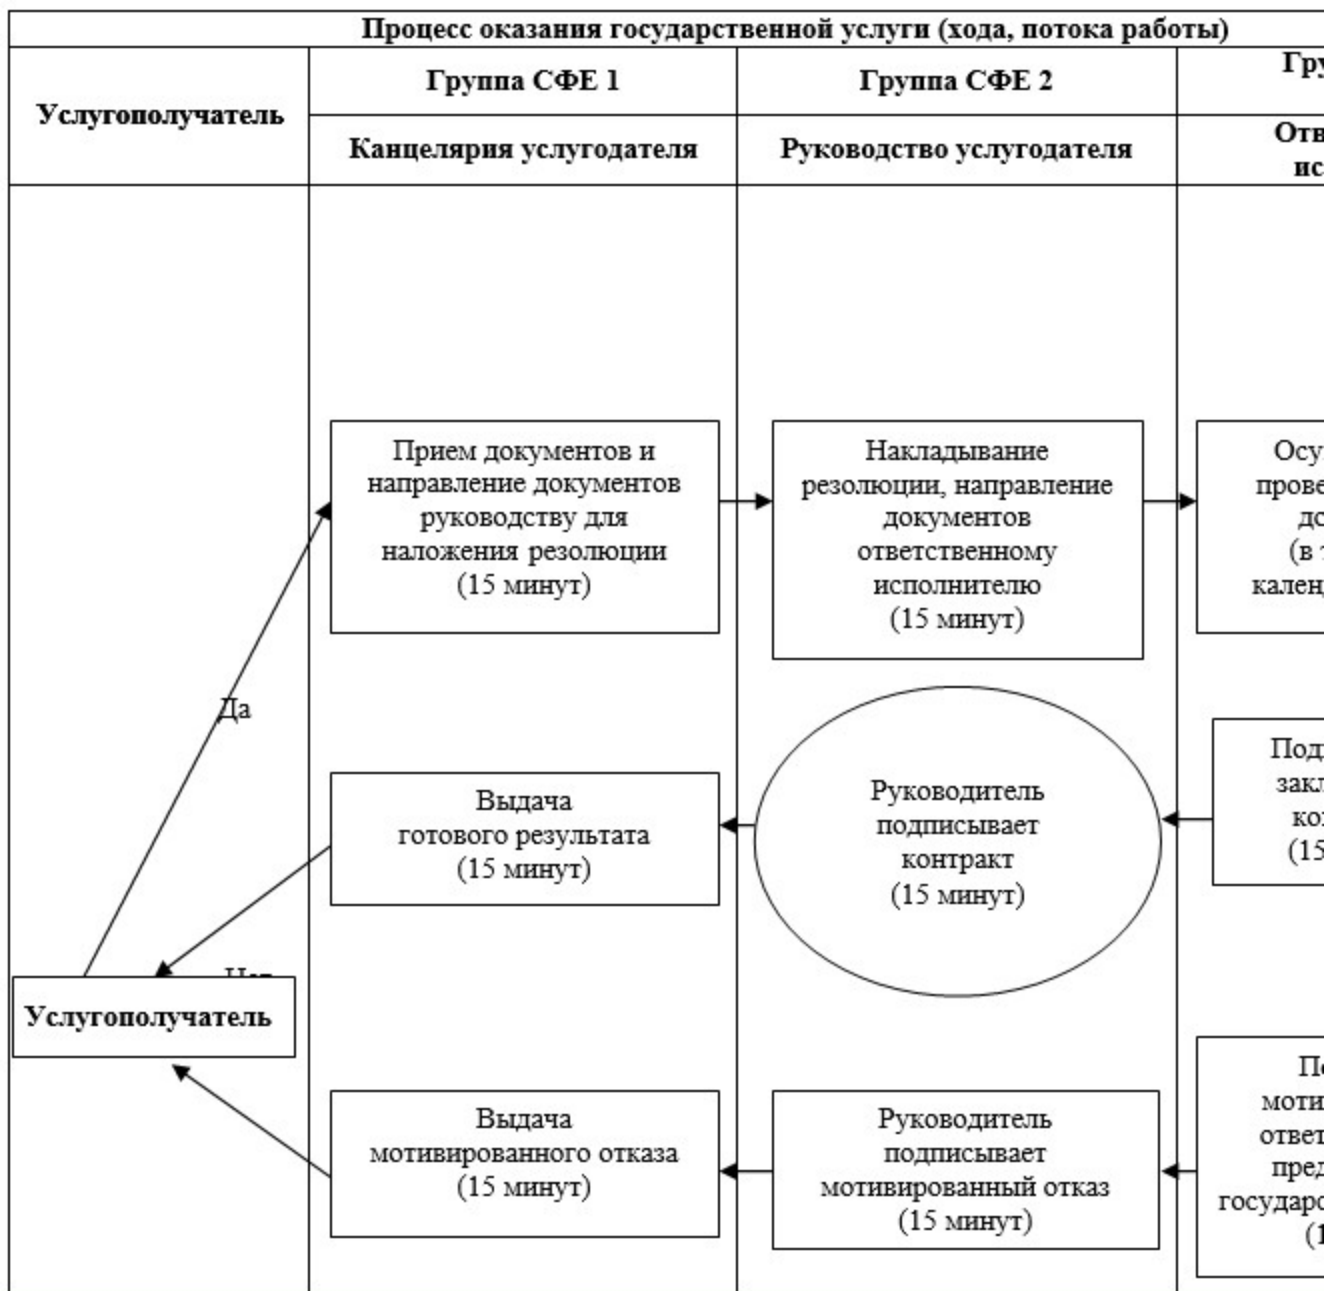 Процесс оказания государственной услуги (хода, потока работы)
Услугополучатель
Группа СФЕ 1
Группа СФЕ 2
Канцелярия услугодателя
Руководство услугодателя
Прием документов и
направление документов
руководству для
наложения резолюции
(15 минут)
Накладывание
резолюции, направление
документов
ответственному
исполнителю
(15 минут)
(в
Да
Выдача
готового результата
(15 минут)
Руководитель
подписывает
контракт
(15 минут)
(15
Услугополучатель
Выдача
мотивированного отказа
(15 минут)
Руководитель
подписывает
мотивированный отказ
(15 минут)